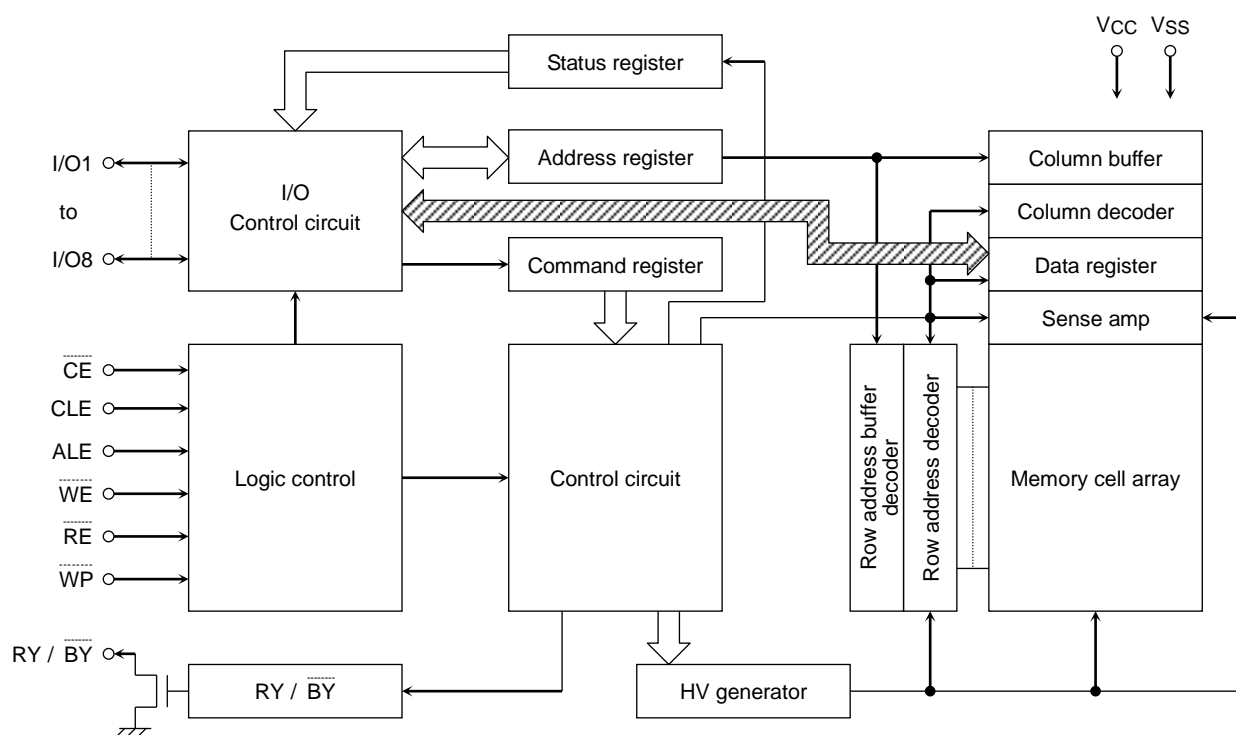 VCC
VSS
Status register
I/O1
to
I/O8
I/O
Control circuit
Address register
Command register
Column buffer
Column decoder
Data register
Sense amp
CE
CLE
ALE
WE
RE
WP
Logic control
Control circuit
Row address buffer
decoder
Row address decoder
Memory cell array
RY / BY
RY / BY
HV generator